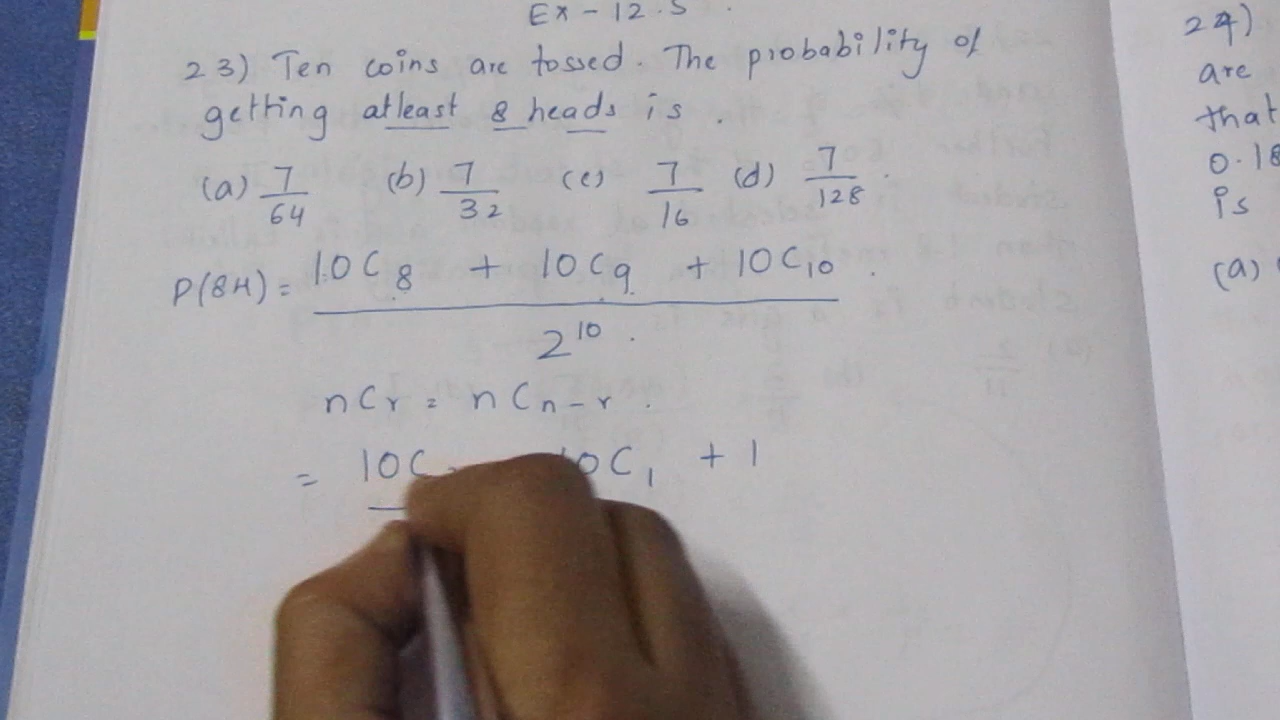 Ex - 12.5
23) Ten coins are tossed. The probability of
getting atleast 8 heads is .
(a) 7/64 (b) 7/32 (c) 7/16 (d) 7/128 .
P(8H) = 10C8 + 10C9 + 10C10 .
2^10 .
nCr = nCn-r .
= 10C 0C1 + 1
24)
are
that
0.18
is
(a)